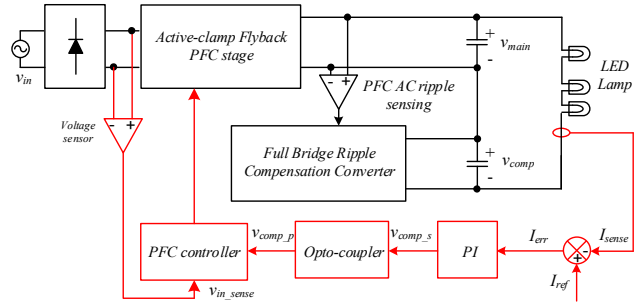 Active-clamp Flyback
PFC stage
+
v_main
-
LED
Lamp
v_in
- +
PFC AC ripple
sensing
Voltage
sensor
- +
Full Bridge Ripple
Compensation Converter
+
v_comp
-
PFC controller
v_comp_p
Opto-coupler
v_comp_s
PI
I_err
-
+
I_sense
v_in_sense
I_ref